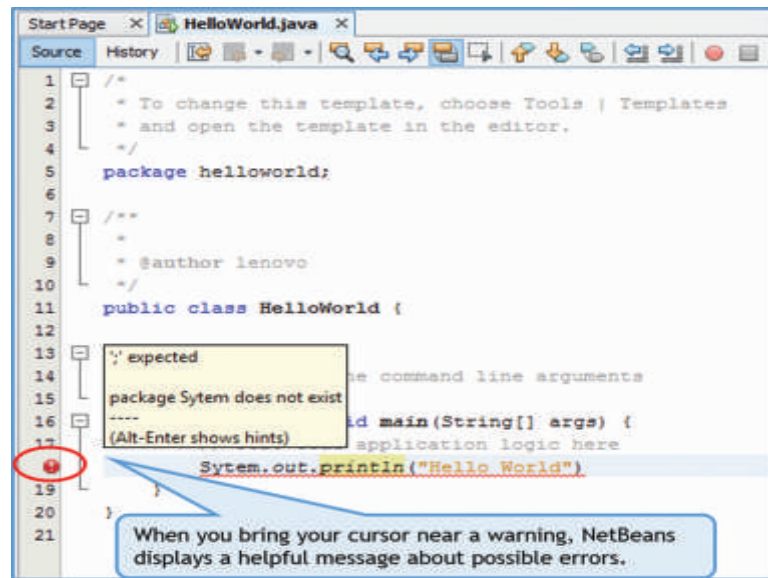 Start Page × HelloWorld.java ×
Source History
1 /*
2 * To change this template, choose Tools | Templates
3 * and open the template in the editor.
4 */
5 package helloworld;
6
7 /**
8 *
9 * @author lenovo
10 */
11 public class HelloWorld {
12
13
14 he command line arguments
15
16 id main(String[] args) {
17 application logic here
Sytem.out.println("Hello World")
19 }
20 }
21
';' expected
package Sytem does not exist
----
(Alt-Enter shows hints)
When you bring your cursor near a warning, NetBeans
displays a helpful message about possible errors.